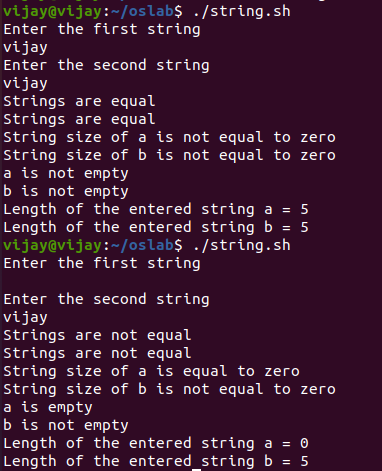 vijay@vijay:~/oslab$ ./string.sh
Enter the first string
vijay
Enter the second string
vijay
Strings are equal
Strings are equal
String size of a is not equal to zero
String size of b is not equal to zero
a is not empty
b is not empty
Length of the entered string a = 5
Length of the entered string b = 5
vijay@vijay:~/oslab$ ./string.sh
Enter the first string

Enter the second string
vijay
Strings are not equal
Strings are not equal
String size of a is equal to zero
String size of b is not equal to zero
a is empty
b is not empty
Length of the entered string a = 0
Length of the entered string b = 5